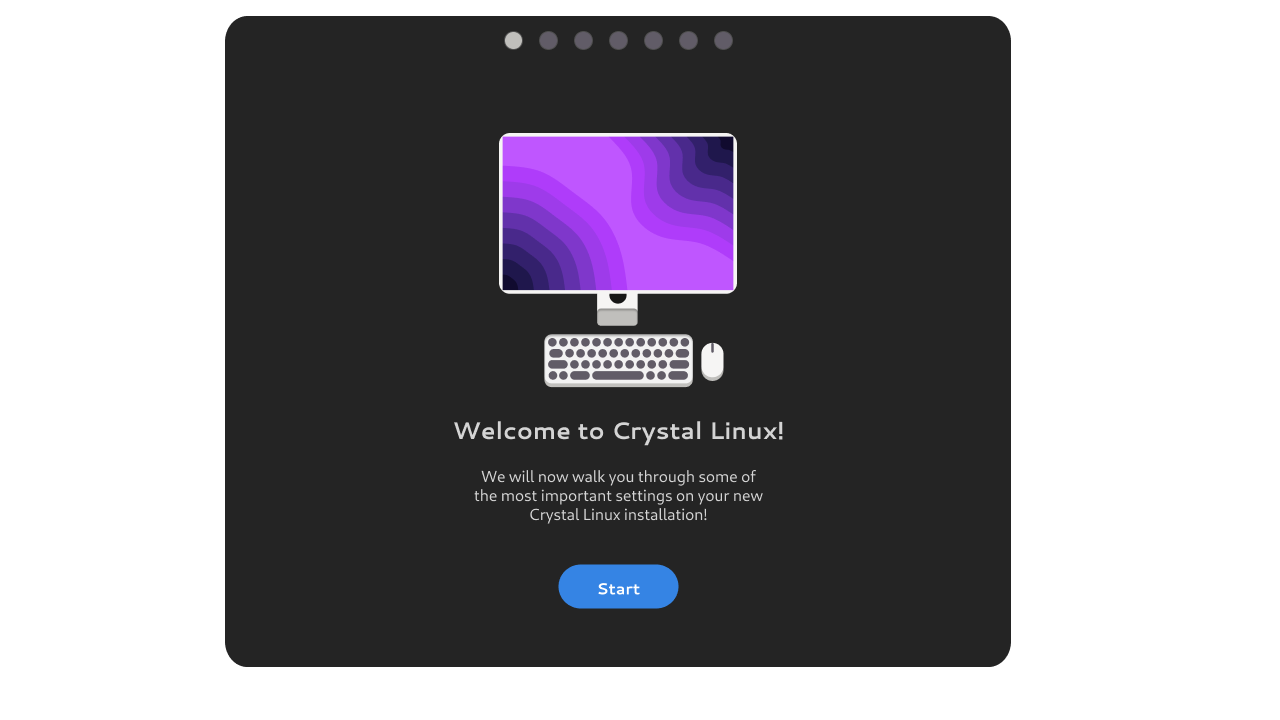 Welcome to Crystal Linux!
We will now walk you through some of
the most important settings on your new
Crystal Linux installation!
Start